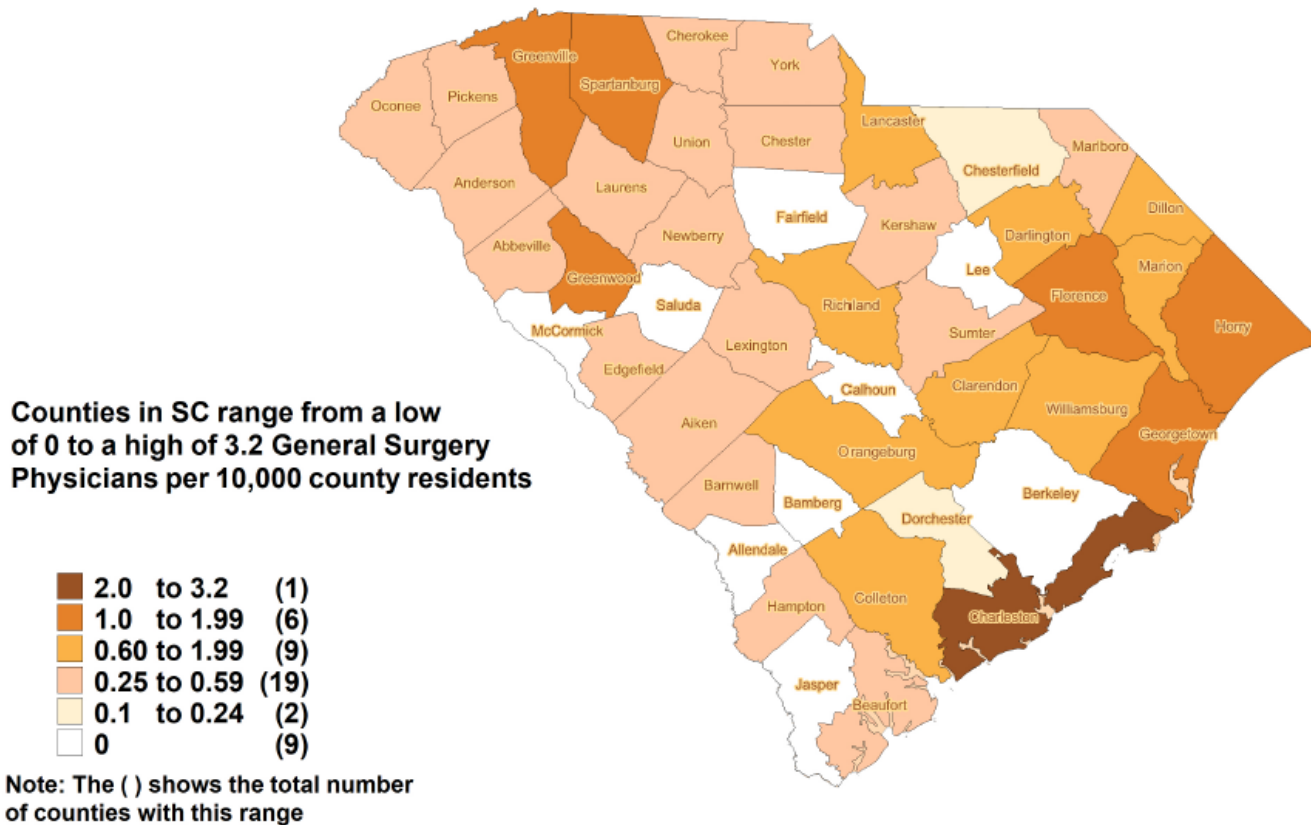 Cherokee
Greenville
York
Spartanburg
Pickens
Oconee
Lancaster
Union
Chester
Marlboro
Chesterfield
Anderson
Laurens
Dillon
Fairfield
Kershaw
Newberry
Darlington
Abbeville
Marion
Lee
Greenwood
Florence
Saluda
Richland
Horry
McCormick
Sumter
Lexington
Edgefield
Calhoun
Clarendon
Williamsburg
Aiken
Georgetown
Orangeburg
Barnwell
Berkeley
Bamberg
Dorchester
Allendale
Colleton
Hampton
Charleston
Jasper
Beaufort
Counties in SC range from a low
of 0 to a high of 3.2 General Surgery
Physicians per 10,000 county residents
2.0 to 3.2 (1)
1.0 to 1.99 (6)
0.60 to 1.99 (9)
0.25 to 0.59 (19)
0.1 to 0.24 (2)
0 (9)
Note: The ( ) shows the total number
of counties with this range